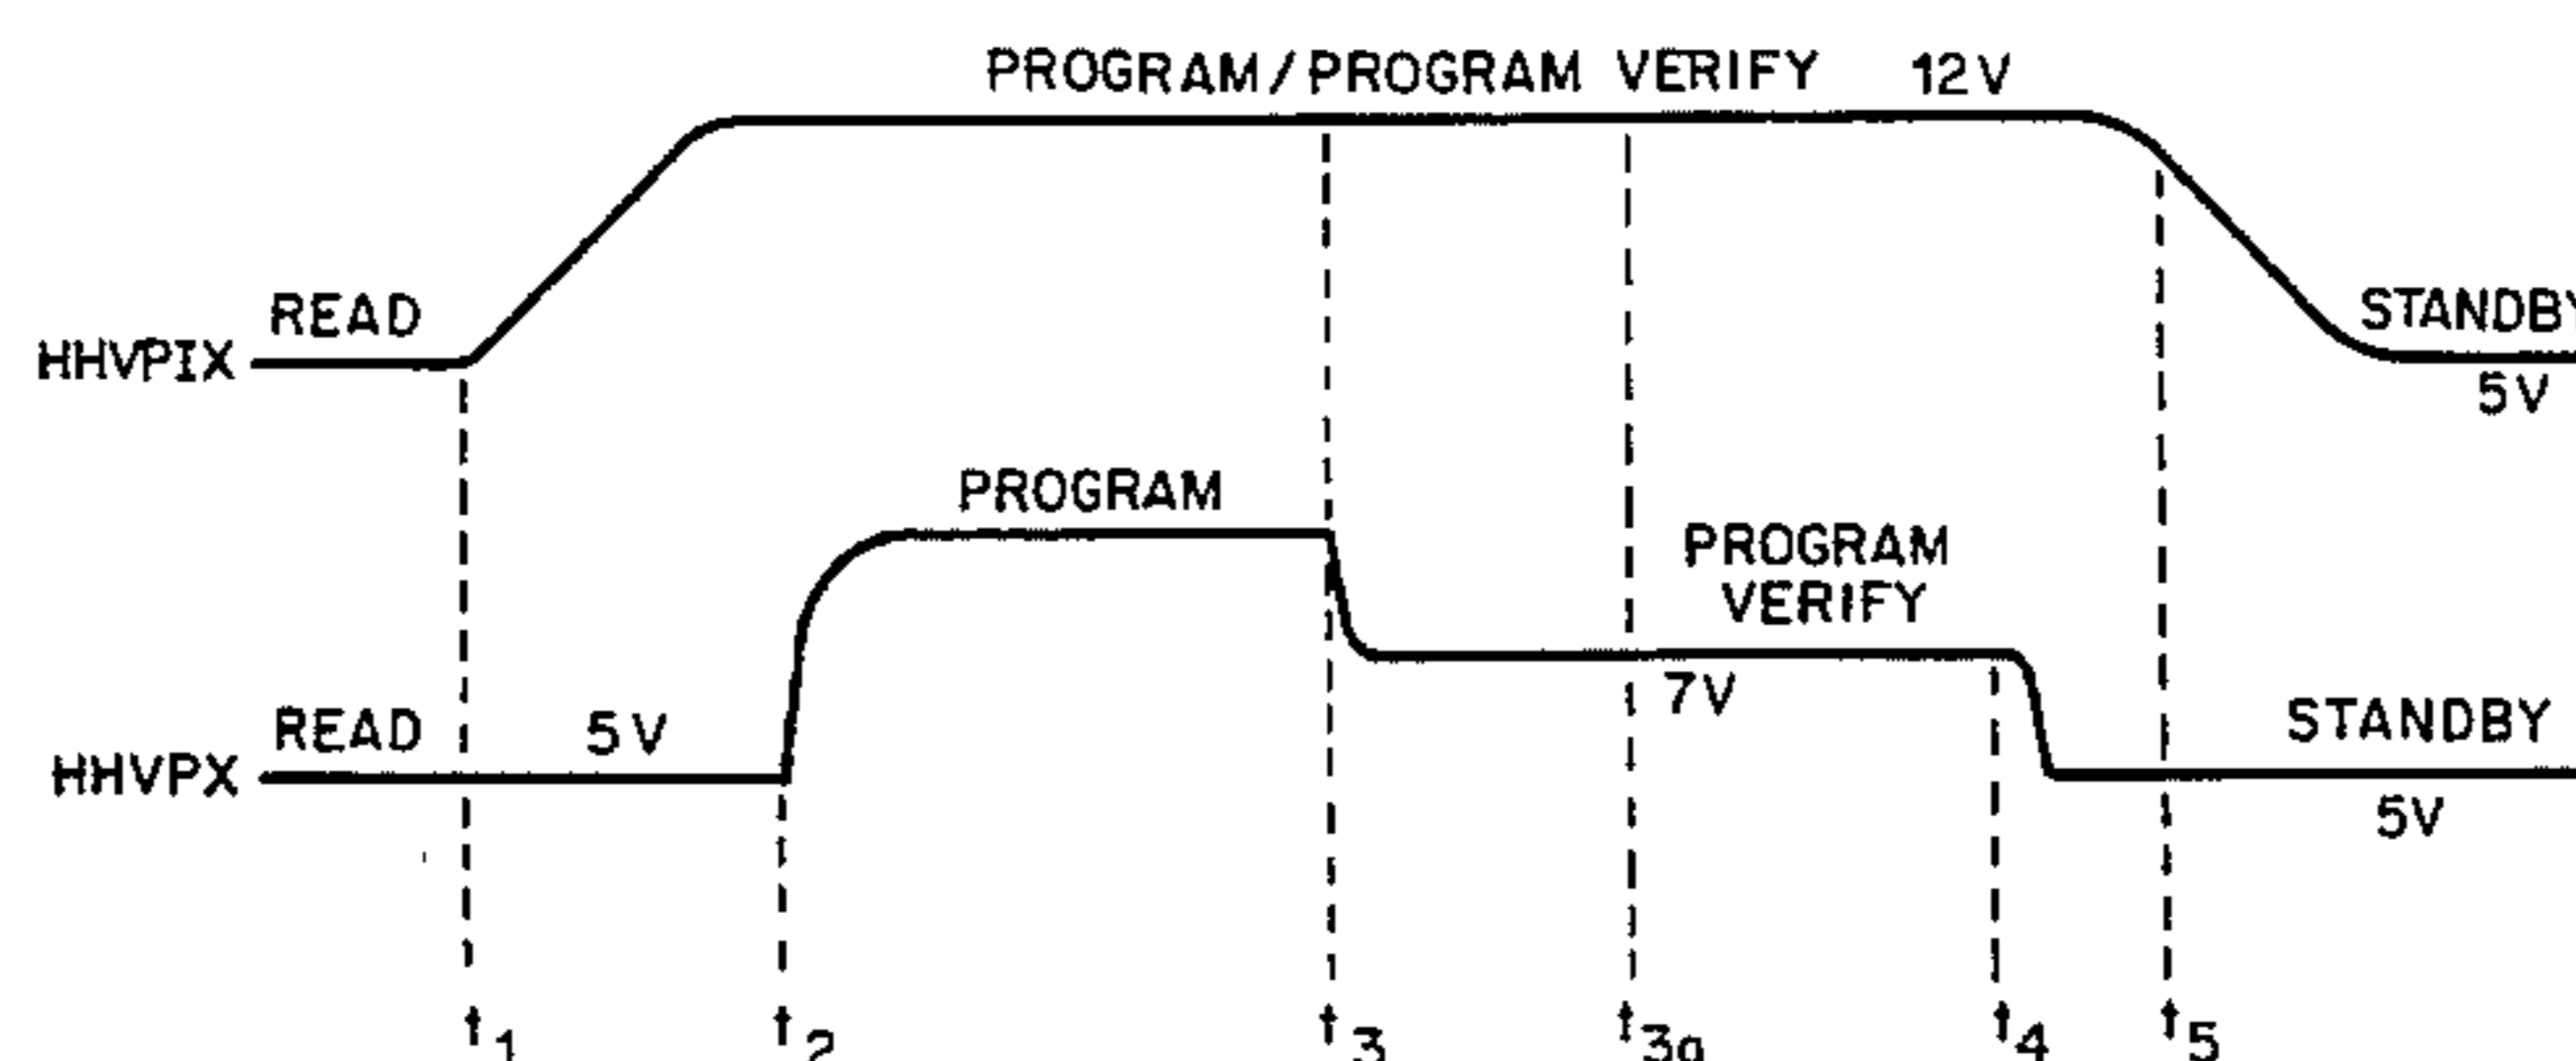 PROGRAM/PROGRAM VERIFY 12V
READ
HHVPIX
STANDBY
5V
PROGRAM
PROGRAM
VERIFY
7V
READ 5V
HHVPX
STANDBY
5V
t1 t2 t3 t3a t4 t5